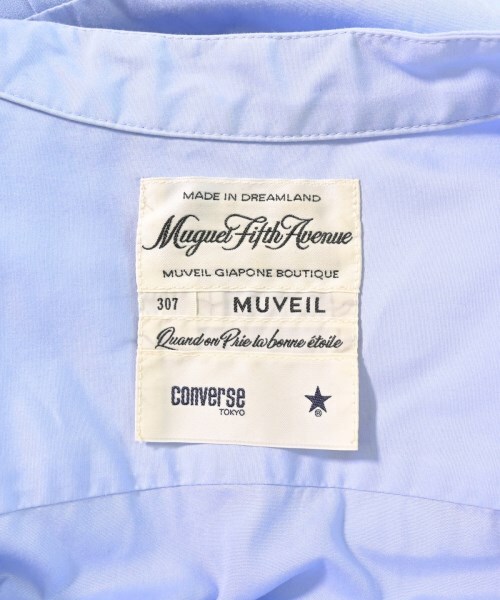 MADE IN DREAMLAND
Muguet Fifth Avenue
MUVEIL GIAPONE BOUTIQUE
307 MUVEIL
Quand on Prie la bonne étoile
CONVERSE
TOKYO
®